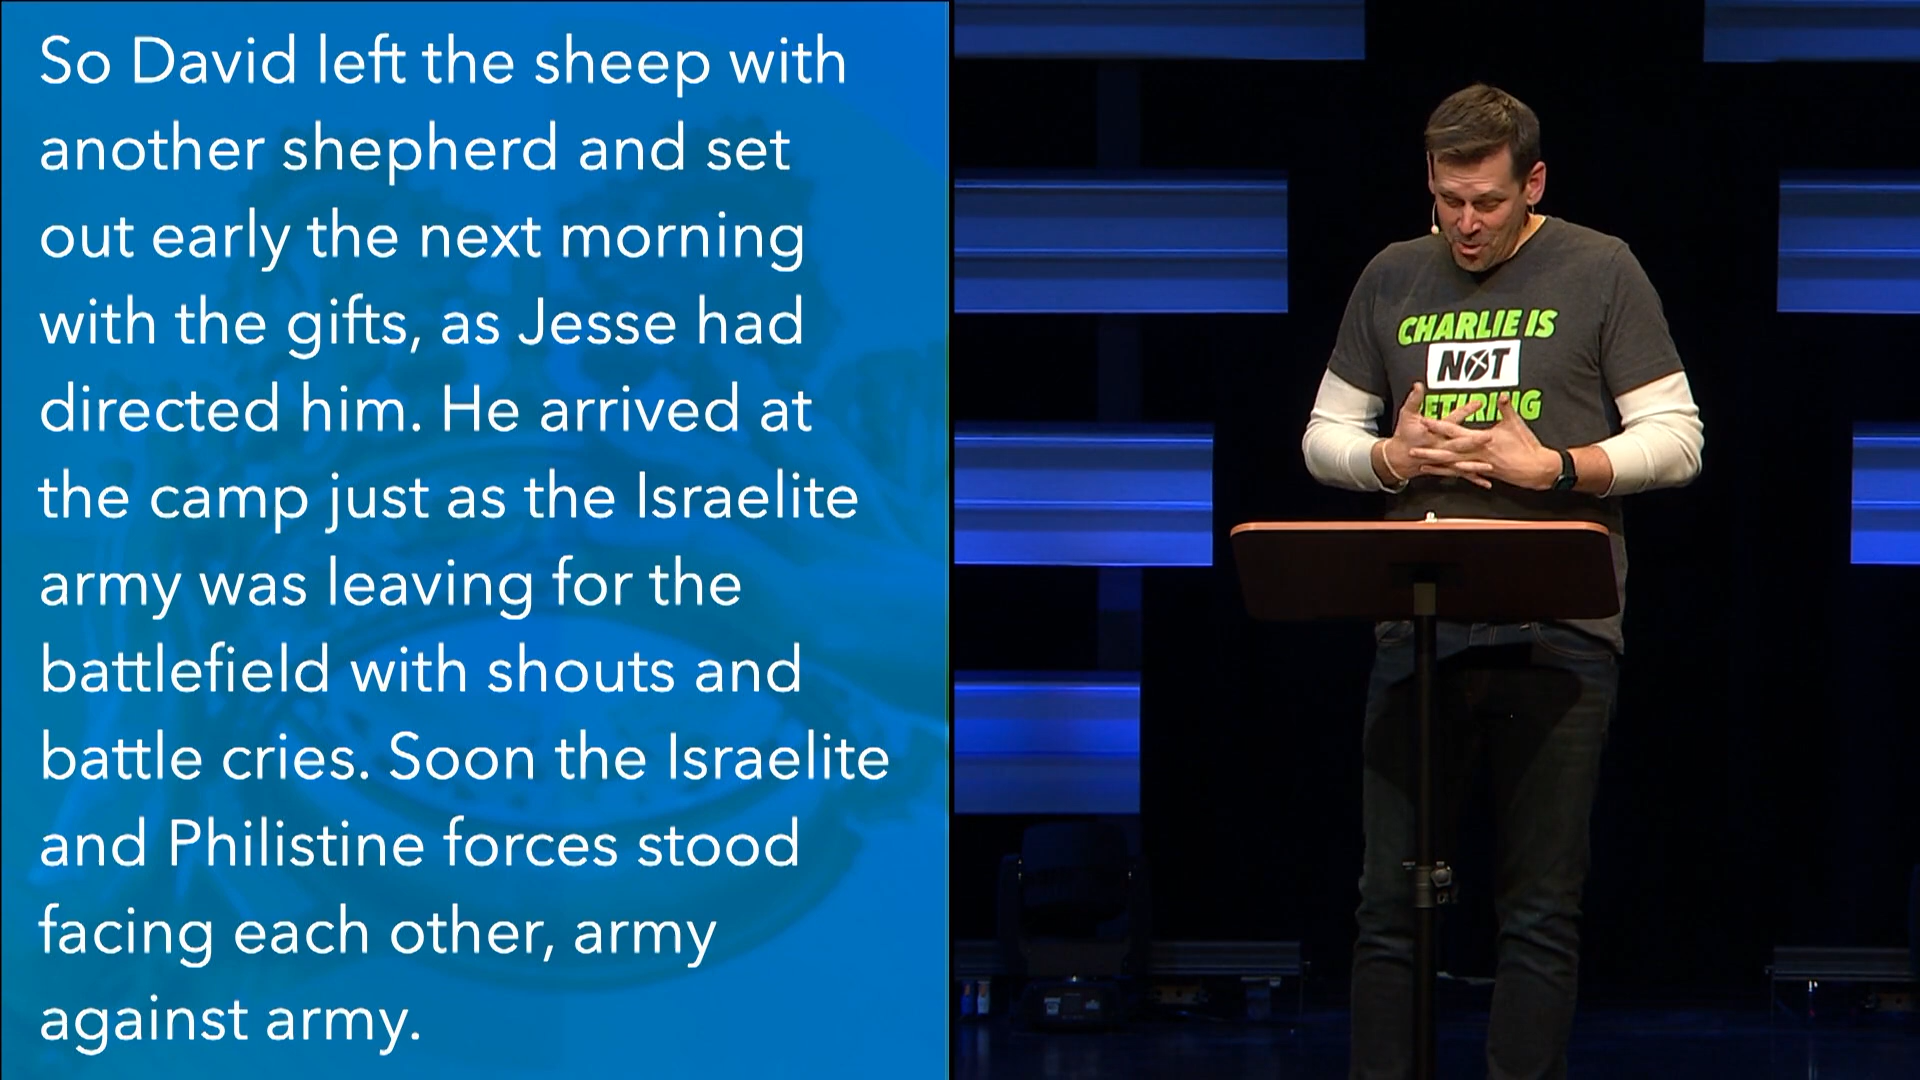 So David left the sheep with
another shepherd and set
out early the next morning
with the gifts, as Jesse had
directed him. He arrived at
the camp just as the Israelite
army was leaving for the
battlefield with shouts and
battle cries. Soon the Israelite
and Philistine forces stood
facing each other, army
against army.
CHARLIE IS
NOT
RETIRING